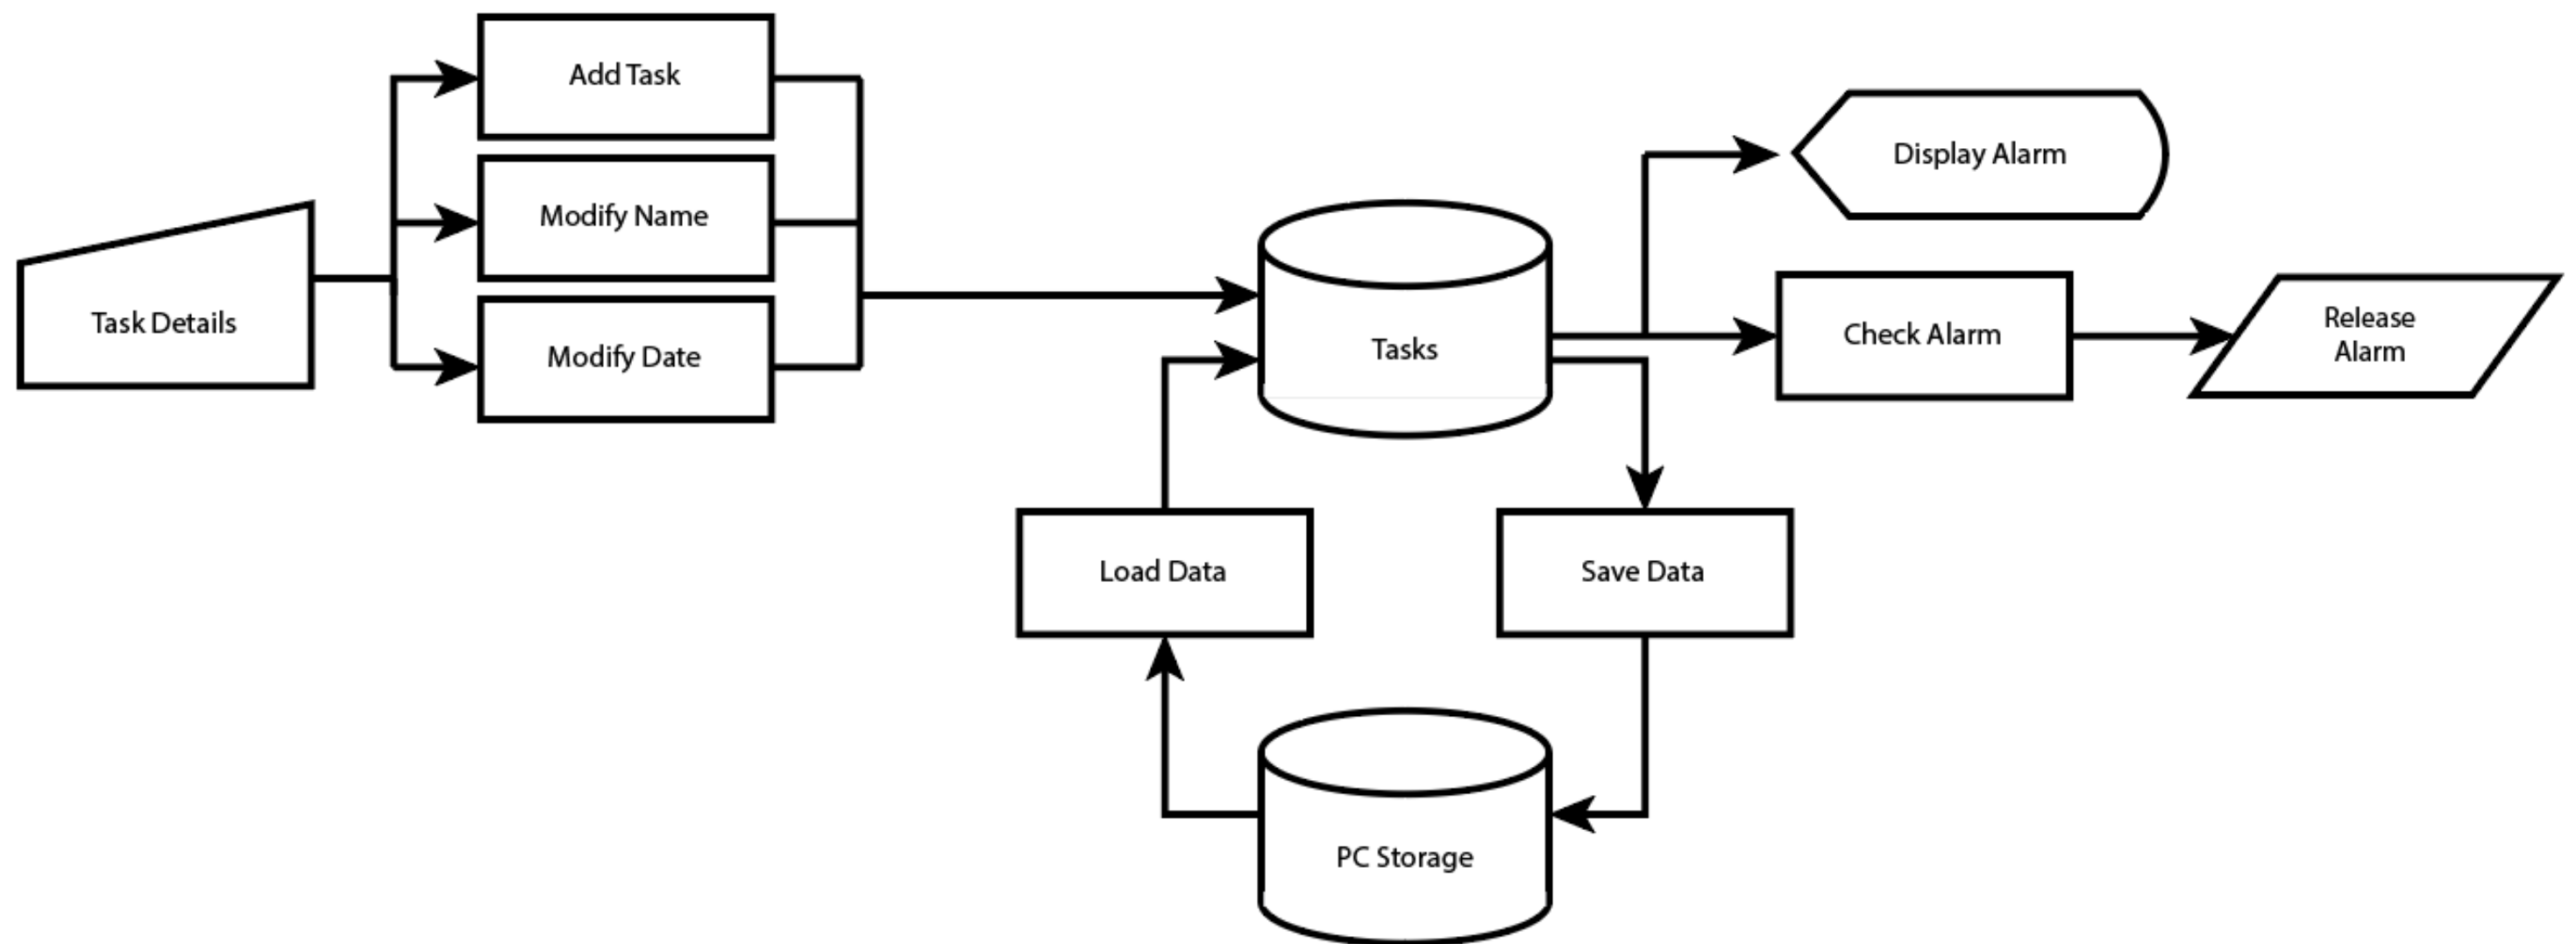 Add Task
Modify Name
Modify Date
Task Details
Tasks
Display Alarm
Check Alarm
Release
Alarm
Load Data
Save Data
PC Storage